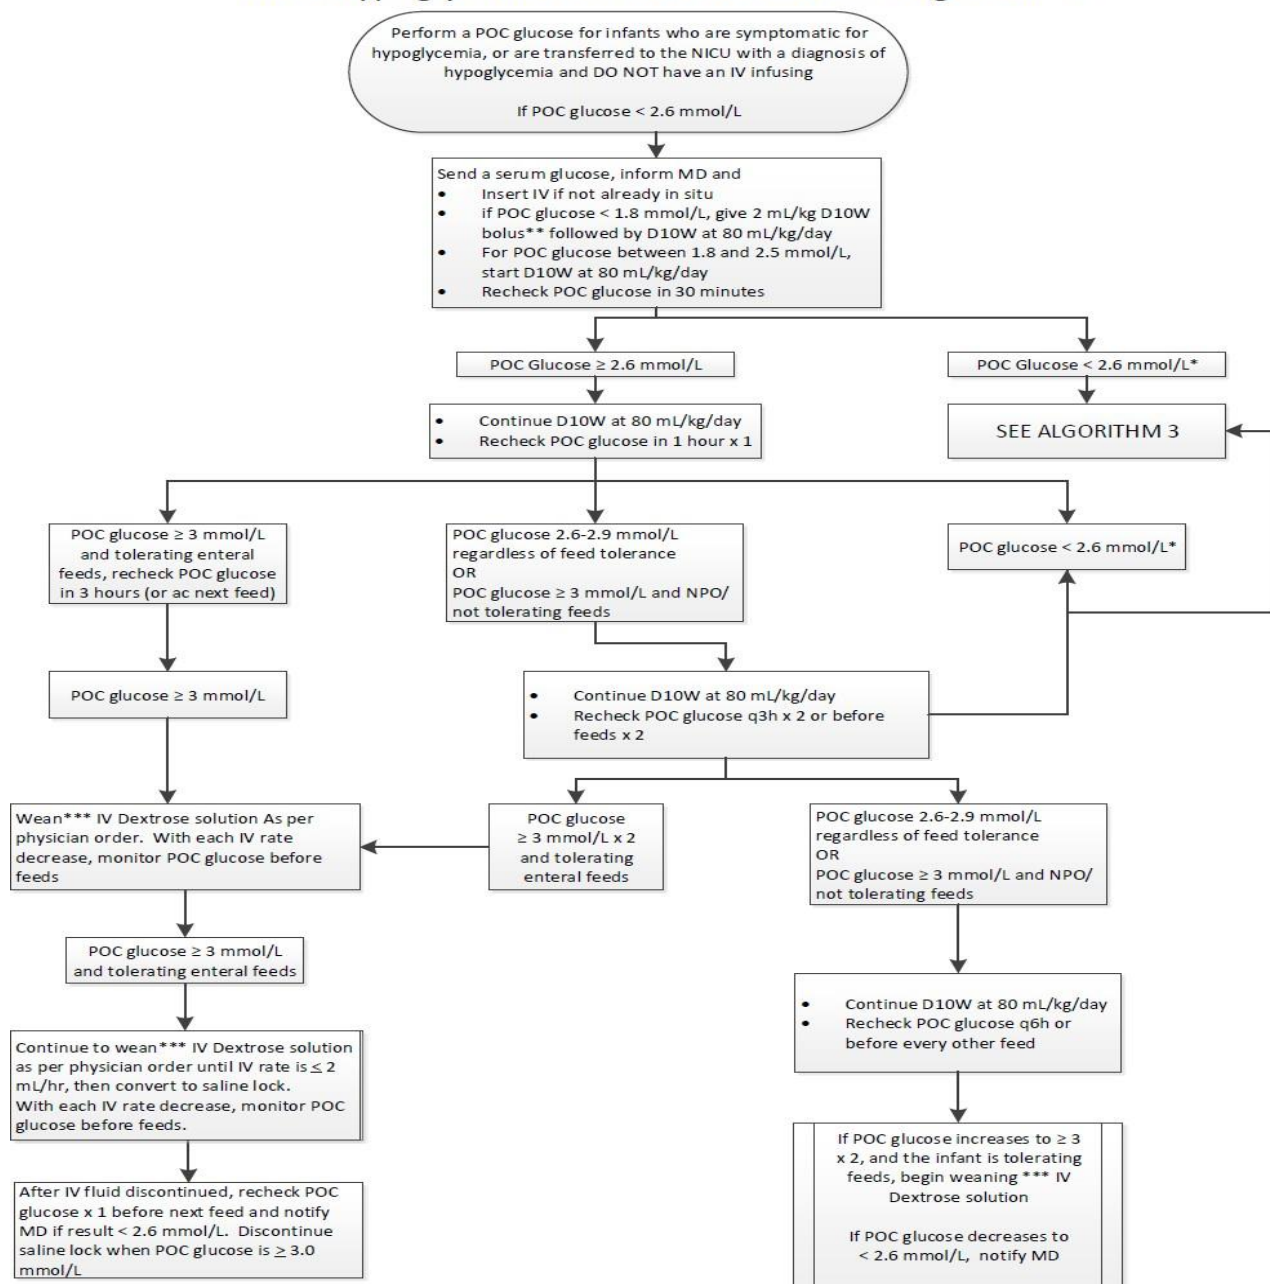 Perform a POC glucose for infants who are symptomatic for
hypoglycemia, or are transferred to the NICU with a diagnosis of
hypoglycemia and DO NOT have an IV infusing
If POC glucose < 2.6 mmol/L
Send a serum glucose, inform MD and
• Insert IV if not already in situ
• if POC glucose < 1.8 mmol/L, give 2 mL/kg D10W
bolus** followed by D10W at 80 mL/kg/day
• For POC glucose between 1.8 and 2.5 mmol/L,
start D10W at 80 mL/kg/day
• Recheck POC glucose in 30 minutes
POC Glucose ≥ 2.6 mmol/L
POC Glucose < 2.6 mmol/L*
• Continue D10W at 80 mL/kg/day
• Recheck POC glucose in 1 hour x 1
SEE ALGORITHM 3
POC glucose ≥ 3 mmol/L
and tolerating enteral
feeds, recheck POC glucose
in 3 hours (or ac next feed)
POC glucose 2.6-2.9 mmol/L
regardless of feed tolerance
OR
POC glucose ≥ 3 mmol/L and NPO/
not tolerating feeds
POC glucose < 2.6 mmol/L*
POC glucose ≥ 3 mmol/L
• Continue D10W at 80 mL/kg/day
• Recheck POC glucose q3h x 2 or before
feeds x 2
Wean*** IV Dextrose solution As per
physician order. With each IV rate
decrease, monitor POC glucose before
feeds
POC glucose
≥ 3 mmol/L x 2
and tolerating
enteral feeds
POC glucose 2.6-2.9 mmol/L
regardless of feed tolerance
OR
POC glucose ≥ 3 mmol/L and NPO/
not tolerating feeds
POC glucose ≥ 3 mmol/L
and tolerating enteral feeds
• Continue D10W at 80 mL/kg/day
• Recheck POC glucose q6h or
before every other feed
Continue to wean*** IV Dextrose solution
as per physician order until IV rate is ≤ 2
mL/hr, then convert to saline lock.
With each IV rate decrease, monitor POC
glucose before feeds.
If POC glucose increases to ≥ 3
x 2, and the infant is tolerating
feeds, begin weaning *** IV
Dextrose solution
If POC glucose decreases to
< 2.6 mmol/L, notify MD
After IV fluid discontinued, recheck POC
glucose x 1 before next feed and notify
MD if result < 2.6 mmol/L. Discontinue
saline lock when POC glucose is ≥ 3.0
mmol/L